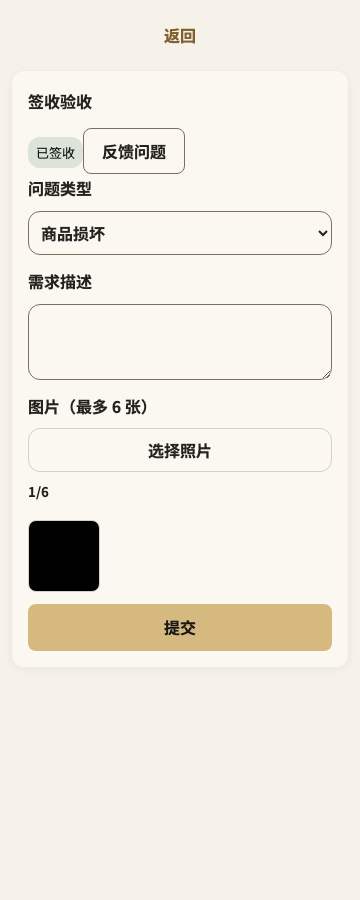 返回
签收验收
已签收 反馈问题
问题类型
商品损坏
需求描述
图片（最多 6 张）
选择照片
1/6
提交